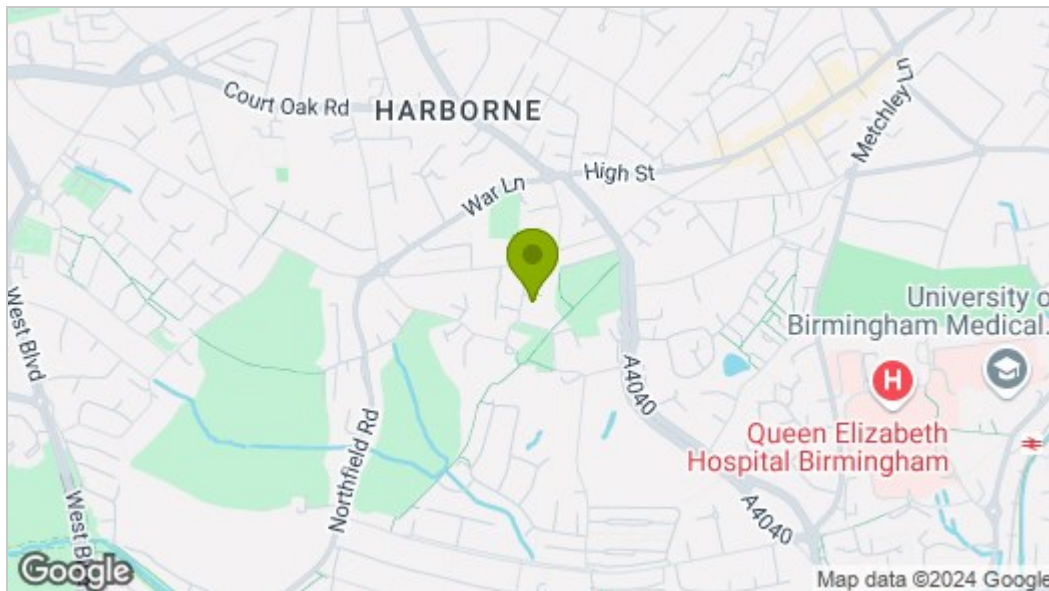 Court Oak Rd
HARBORNE
Metchley Ln
War Ln
High St
West Blvd
University o
Birmingham Medical.
A4040
H
Queen Elizabeth
Hospital Birmingham
Northfield Rd
West Bl
A4040
Google
Map data ©2024 Google